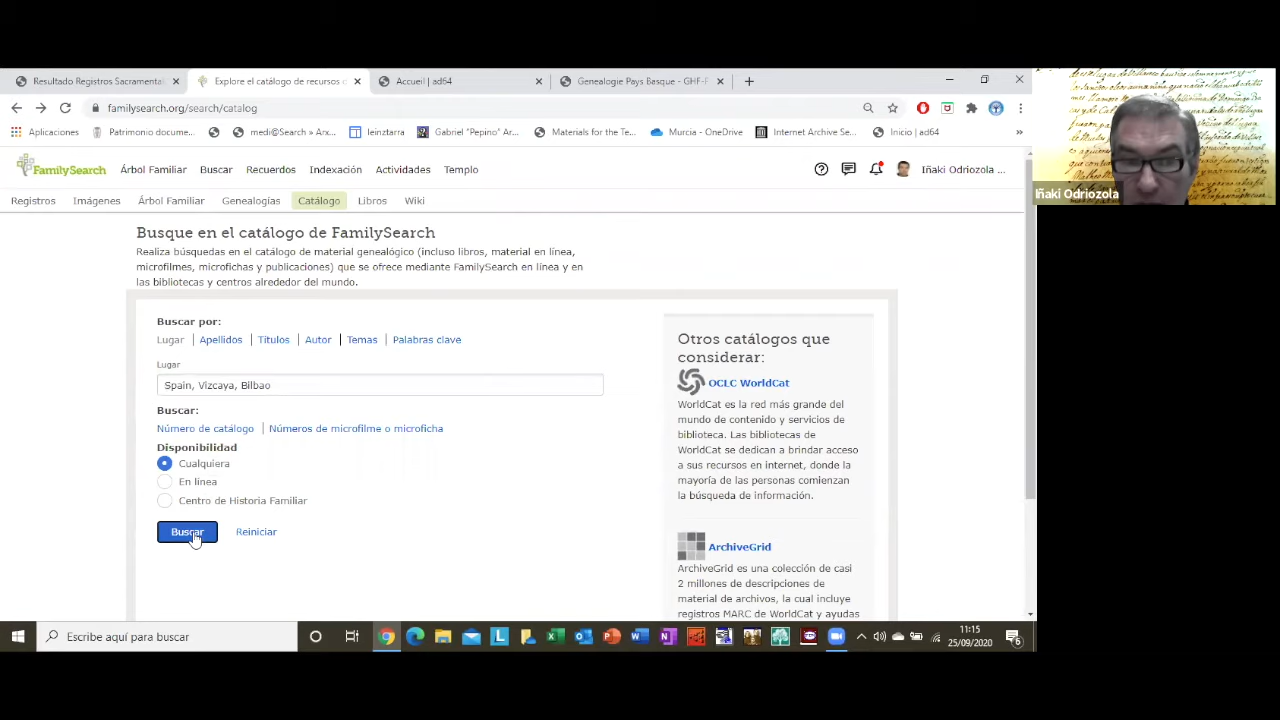 Resultado Registros Sacramenta
Explore el catálogo de recursos
Accueil | ad64
Genealogie Pays Basque - GHF-F
familysearch.org/search/catalog
Aplicaciones
Patrimonio docume...
medi@Search » Arx...
leinztarra
Gabriel "Pepino" Ar...
Materials for the Te...
Murcia - OneDrive
Internet Archive Se...
Inicio | ad64
»
FamilySearch
Árbol Familiar
Buscar
Recuerdos
Indexación
Actividades
Templo
Iñaki Odriozola ...
Registros
Imágenes
Árbol Familiar
Genealogías
Catálogo
Libros
Wiki
Busque en el catálogo de FamilySearch
Realiza búsquedas en el catálogo de material genealógico (incluso libros, material en línea,
microfilmes, microfichas y publicaciones) que se ofrece mediante FamilySearch en línea y en
las bibliotecas y centros alrededor del mundo.
Buscar por:
Lugar | Apellidos | Títulos | Autor | Temas | Palabras clave
Lugar
Spain, Vizcaya, Bilbao
Buscar:
Número de catálogo | Números de microfilme o microficha
Disponibilidad
Cualquiera
En línea
Centro de Historia Familiar
Buscar
Reiniciar
Otros catálogos que
considerar:
OCLC WorldCat
WorldCat es la red más grande del
mundo de contenido y servicios de
biblioteca. Las bibliotecas de
WorldCat se dedican a brindar acceso
a sus recursos en internet, donde la
mayoría de las personas comienzan
la búsqueda de información.
ArchiveGrid
ArchiveGrid es una colección de casi
2 millones de descripciones de
material de archivos, la cual incluye
registros MARC de WorldCat y ayudas
Iñaki Odriozola
Escribe aquí para buscar
11:15
25/09/2020
6